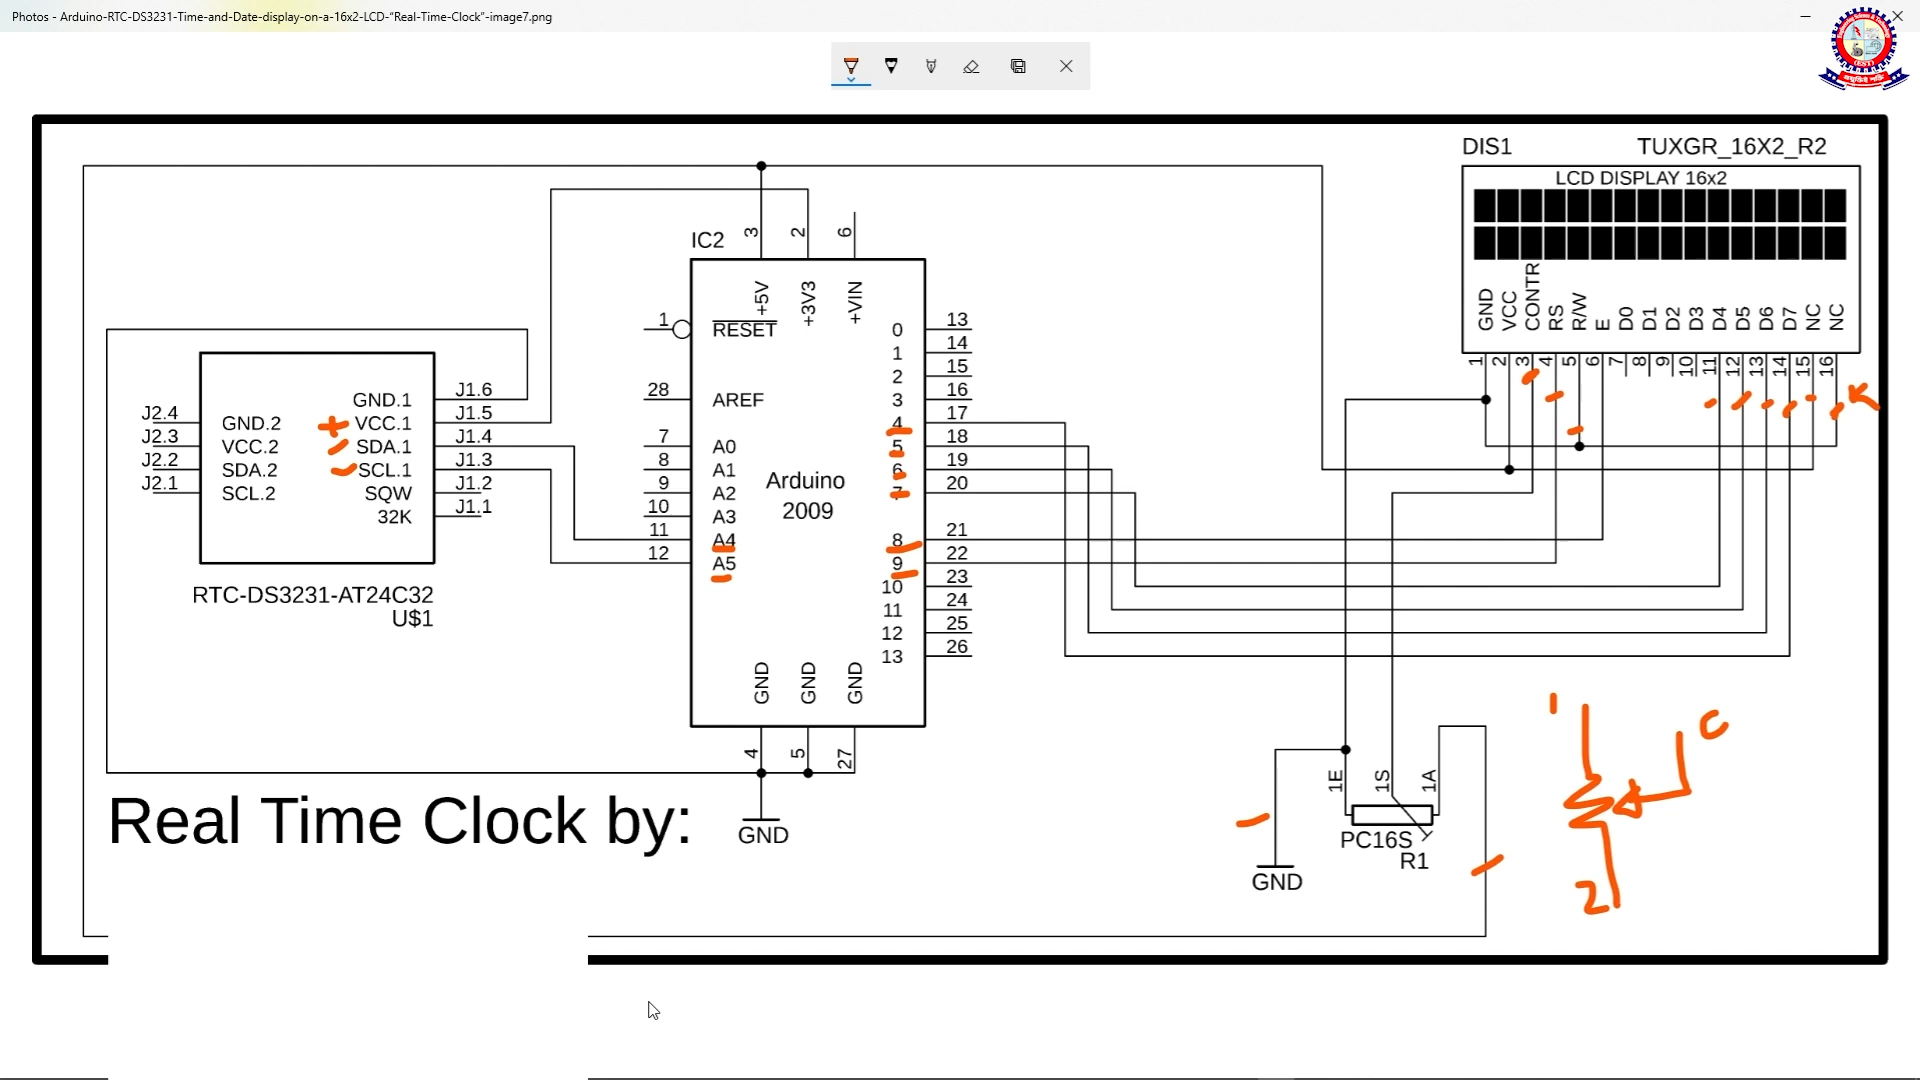 Photos - Arduino-RTC-DS3231-Time-and-Date-display-on-a-16x2-LCD-“Real-Time-Clock”-image7.png
DIS1 TUXGR_16X2_R2
LCD DISPLAY 16x2
GND VCC CONTR RS R/W E D0 D1 D2 D3 D4 D5 D6 D7 NC NC
1 2 3 4 5 6 7 8 9 10 11 12 13 14 15 16
IC2
3 2 6
+5V +3V3 +VIN
1 RESET
28 AREF
7 A0
8 A1
9 A2
10 A3
11 A4
12 A5
Arduino
2009
0 13
1 14
2 15
3 16
4 17
5 18
6 19
7 20
8 21
9 22
10 23
11 24
12 25
13 26
GND GND GND
4 5 27
GND
GND.1 J1.6
J2.4 GND.2 VCC.1 J1.5
J2.3 VCC.2 SDA.1 J1.4
J2.2 SDA.2 SCL.1 J1.3
J2.1 SCL.2 SQW J1.2
32K J1.1
RTC-DS3231-AT24C32
U$1
Real Time Clock by:
1E 1S 1A
PC16S
R1
GND
1 C
2